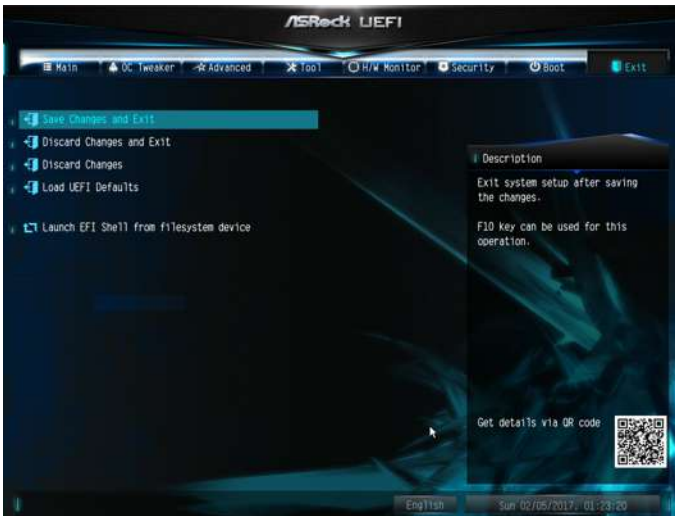 ASRock UEFI
Main OC Tweaker Advanced Tool H/W Monitor Security Boot Exit
Save Changes and Exit
Discard Changes and Exit
Discard Changes
Load UEFI Defaults
Launch EFI Shell from filesystem device
Description
Exit system setup after saving
the changes.
F10 key can be used for this
operation.
Get details via QR code
English Sun 02/05/2017. 01:23:20